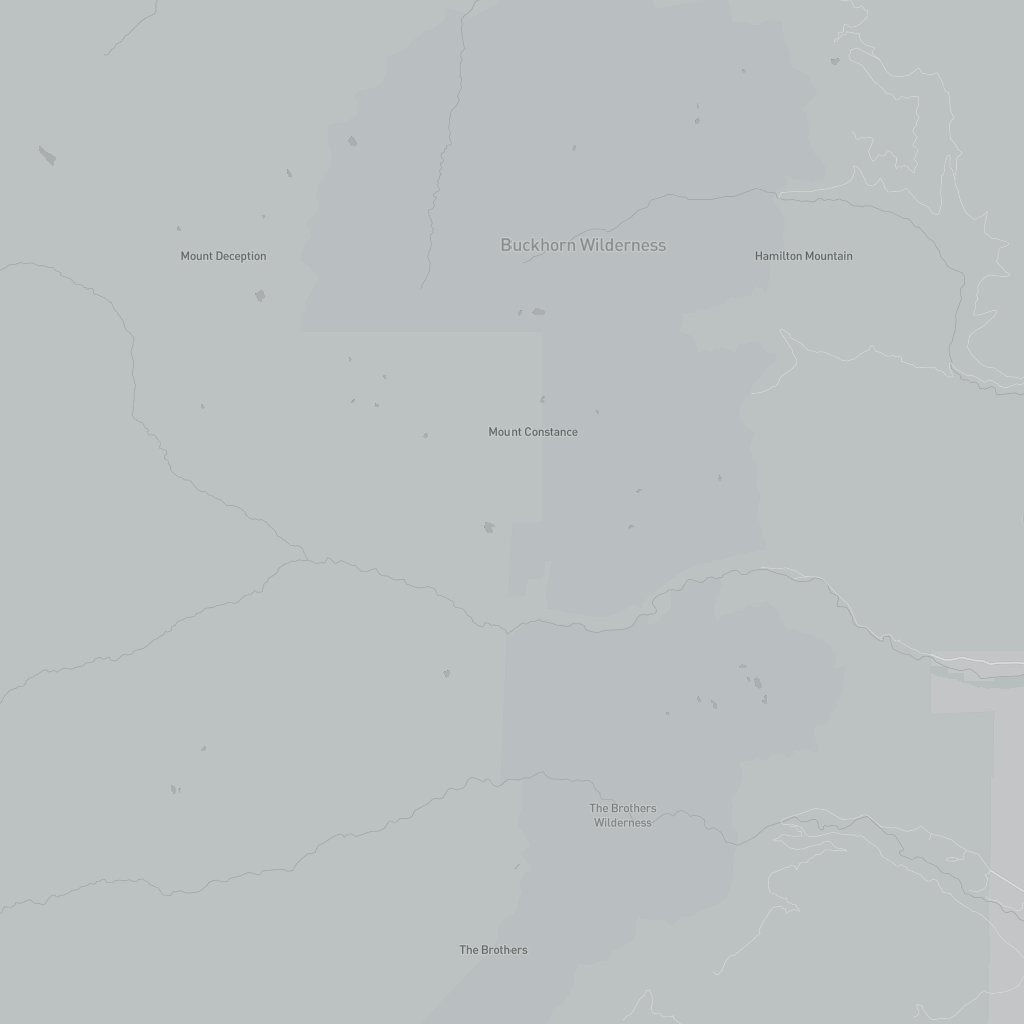 Buckhorn Wilderness
Mount Deception
Hamilton Mountain
Mount Constance
The Brothers
Wilderness
The Brothers